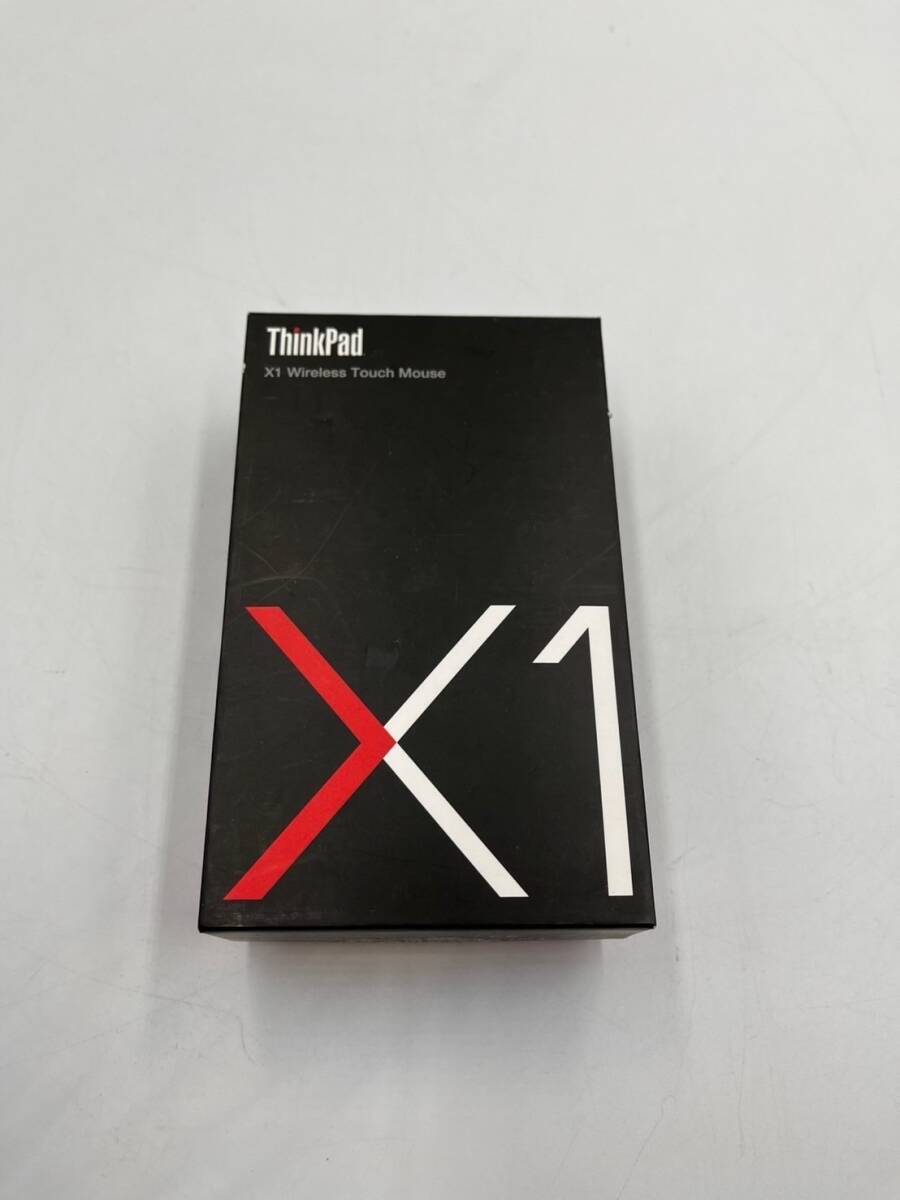 ThinkPad
X1 Wireless Touch Mouse
X1